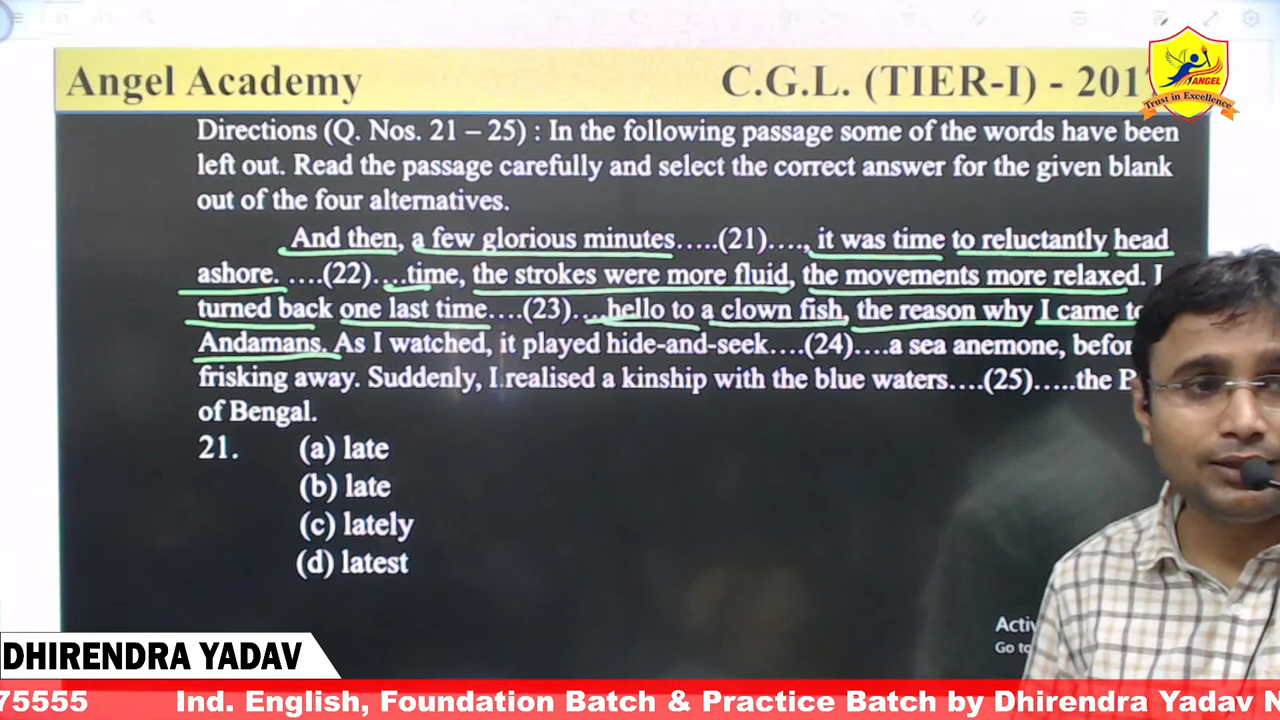 Angel Academy
C.G.L. (TIER-I) - 201
ANGEL
Trust in Excellence
Directions (Q. Nos. 21 – 25) : In the following passage some of the words have been
left out. Read the passage carefully and select the correct answer for the given blank
out of the four alternatives.
And then, a few glorious minutes.....(21)...., it was time to reluctantly head
ashore. ....(22)....time, the strokes were more fluid, the movements more relaxed. I
turned back one last time....(23)....hello to a clown fish, the reason why I came
Andamans. As I watched, it played hide-and-seek....(24)....a sea anemone,
frisking away. Suddenly, I realised a kinship with the blue waters....(25).....the
of Bengal.
21. (a) late
(b) late
(c) lately
(d) latest
Go to
DHIRENDRA YADAV
75555 Ind. English, Foundation Batch & Practice Batch by Dhirendra Yadav N